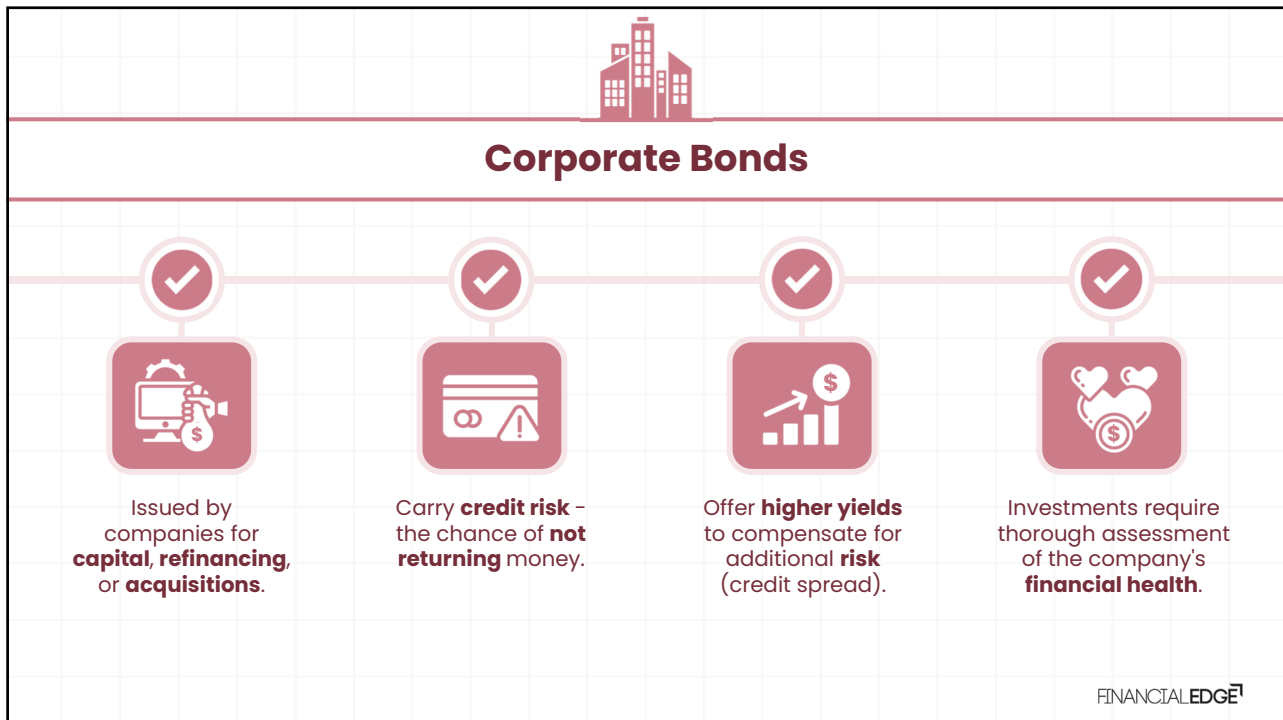 Corporate Bonds
Issued by
companies for
capital, refinancing,
or acquisitions.
Carry credit risk -
the chance of not
returning money.
Offer higher yields
to compensate for
additional risk
(credit spread).
Investments require
thorough assessment
of the company's
financial health.
$
$
$
FINANCIALEDGE